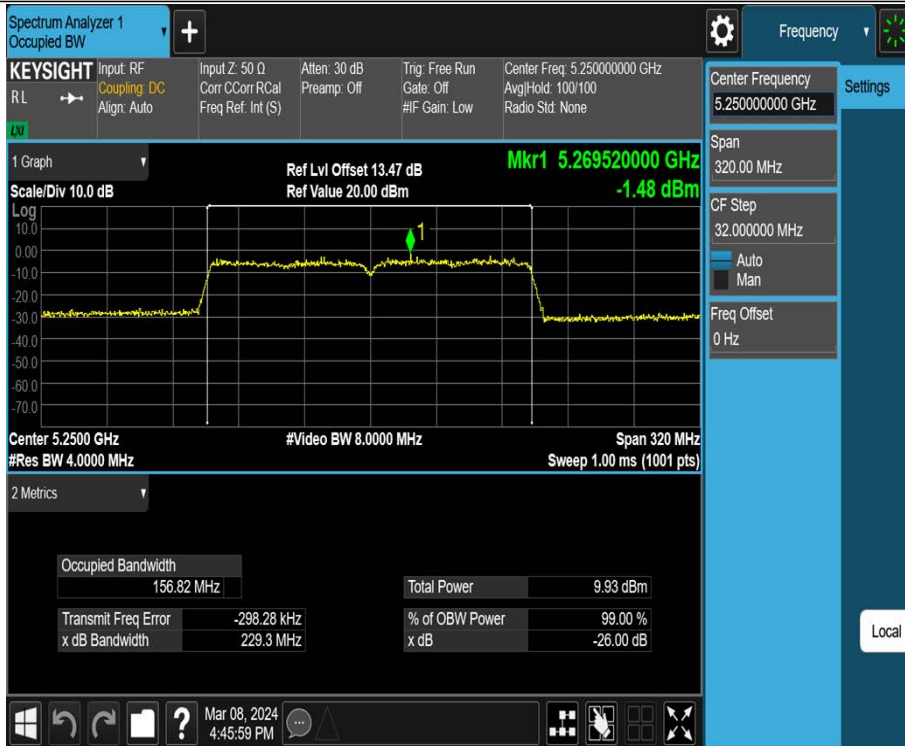 Spectrum Analyzer 1
Occupied BW
+
Frequency
KEYSIGHT
R L
LXI
Input: RF
Coupling: DC
Align: Auto
Input Z: 50 Ω
Corr CCorr RCal
Freq Ref: Int (S)
Atten: 30 dB
Preamp: Off
Trig: Free Run
Gate: Off
#IF Gain: Low
Center Freq: 5.250000000 GHz
Avg|Hold: 100/100
Radio Std: None
Center Frequency
5.250000000 GHz
Settings
Span
320.00 MHz
CF Step
32.000000 MHz
Auto
Man
Freq Offset
0 Hz
Local
1 Graph
Scale/Div 10.0 dB
Ref Lvl Offset 13.47 dB
Ref Value 20.00 dBm
Mkr1 5.269520000 GHz
-1.48 dBm
Log
10.0
0.00
-10.0
-20.0
-30.0
-40.0
-50.0
-60.0
-70.0
1
Center 5.2500 GHz
#Video BW 8.0000 MHz
Span 320 MHz
#Res BW 4.0000 MHz
Sweep 1.00 ms (1001 pts)
2 Metrics
Occupied Bandwidth
156.82 MHz
Total Power 9.93 dBm
Transmit Freq Error -298.28 kHz
% of OBW Power 99.00 %
x dB Bandwidth 229.3 MHz
x dB -26.00 dB
?
Mar 08, 2024
4:45:59 PM